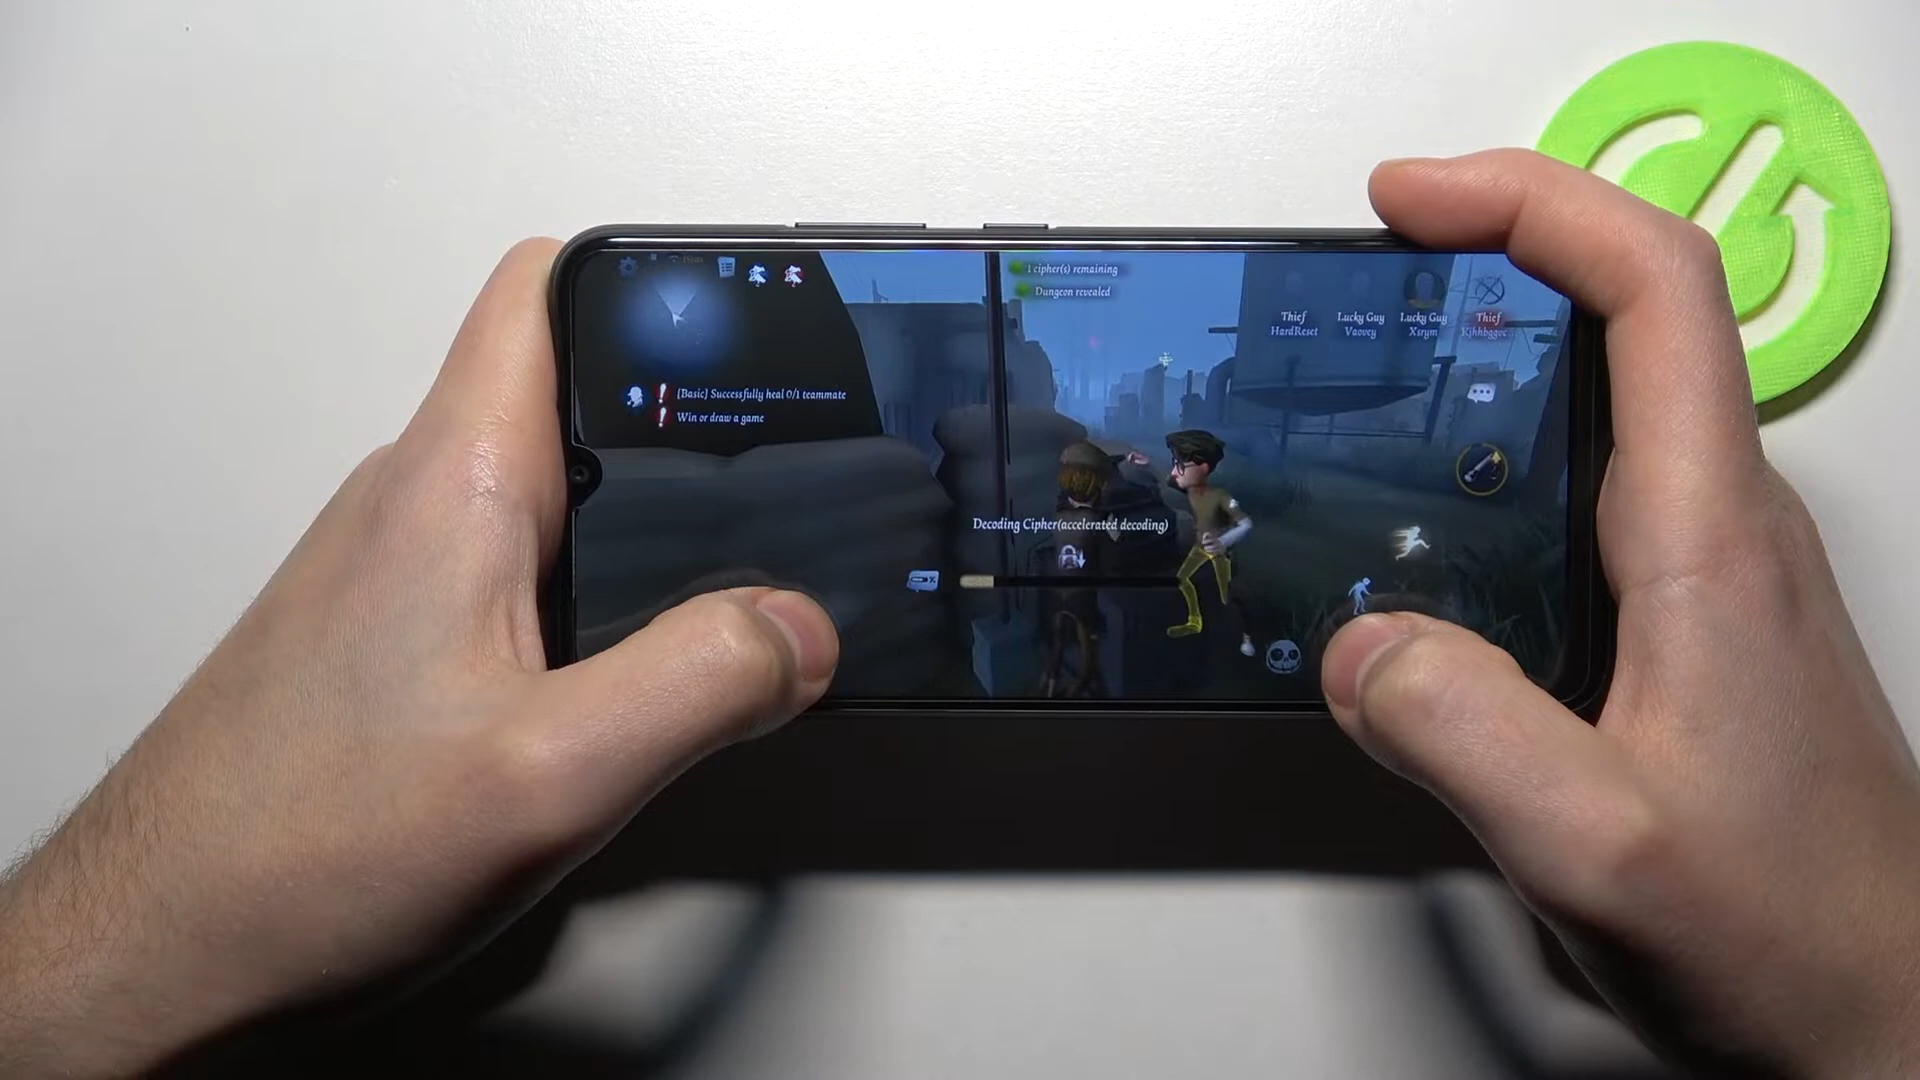 1 cipher(s) remaining
Dungeon revealed
Thief
HardReset
Lucky Guy
Vaovey
Lucky Guy
Xsrym
Thief
[Basic] Successfully heal 0/1 teammate
Win or draw a game
Decoding Cipher(accelerated decoding)